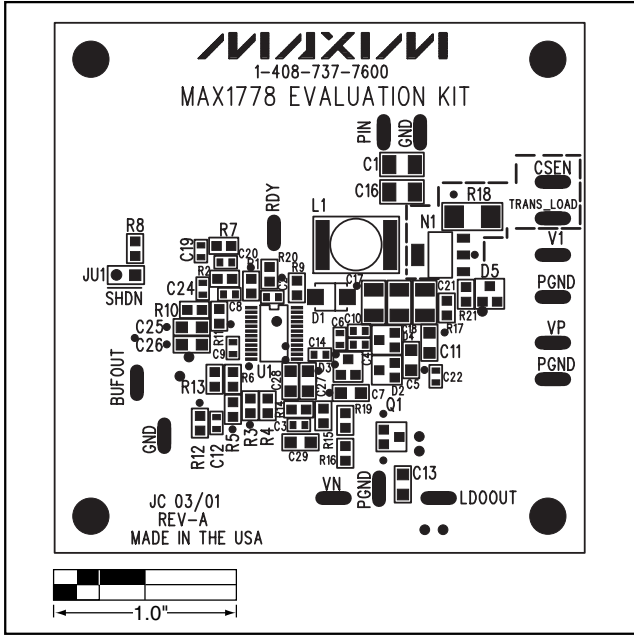 MAXIM
1-408-737-7600
MAX1778 EVALUATION KIT
PIN
GND
C1
CSEN
C16
R18
TRANS_LOAD
RDY
L1
N1
R8
R7
V1
C19
C20
R20
R2
R1
R9
C17
D5
JU1
PGND
SHDN
C24
C8
C21
R10
D1
R21
C25
R11
C6
C10
C18
R17
VP
C26
C9
C14
D4
C11
BUFOUT
U1
D3
C4
PGND
R13
R6
C28
C27
D2
C5
C22
C7
R14
R19
Q1
GND
R12
C12
R5
R3
R4
C3
R15
C29
R16
C13
VN
PGND
LDOOUT
JC 03/01
REV-A
MADE IN THE USA
1.0"